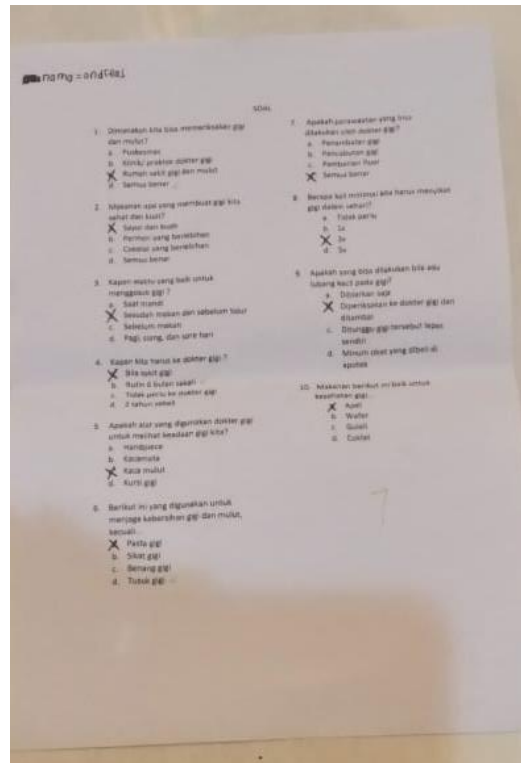 nama = andreas
SOAL
1. Dimanakah kita bisa memeriksakan gigi
dan mulut?
a. Puskesmas
b. Klinik/ praktek dokter gigi
Rumah sakit gigi dan mulut
d. Semua benar
2. Makanan apa yang membuat gigi kita
sehat dan kuat?
Sayur dan buah
b. Permen yang berlebihan
c. Cokelat yang berlebihan
d. Semua benar
3. Kapan waktu yang baik untuk
menggosok gigi ?
a. Saat mandi
Sesudah makan dan sebelum tidur
c. Sebelum makan
d. Pagi, siang, dan sore hari
4. Kapan kita harus ke dokter gigi ?
Bila sakit gigi
b. Rutin 6 bulan sekali
c. Tidak perlu ke dokter gigi
d. 2 tahun sekali
5. Apakah alat yang digunakan dokter gigi
untuk melihat keadaan gigi kita?
a. Handpiece
b. Kacamata
Kaca mulut
d. Kursi gigi
6. Berikut ini yang digunakan untuk
menjaga kebersihan gigi dan mulut,
kecuali
Pasta gigi
b. Sikat gigi
c. Benang gigi
d. Tusuk gigi
7. Apakah perawatan yang bisa
dilakukan oleh dokter gigi?
a. Penambalan gigi
b. Pencabutan gigi
c. Pemberian fluor
Semua benar
8. Berapa kali minimal kita harus menyikat
gigi dalam sehari?
a. Tidak perlu
b. 1x
2x
d. 5x
9. Apakah yang bisa dilakukan bila ada
lubang kecil pada gigi?
a. Dibiarkan saja
Diperiksakan ke dokter gigi dan
ditambal
c. Ditunggu gigi tersebut lepas
sendiri
d. Minum obat yang dibeli di
apotek
10. Makanan berikut ini baik untuk
kesehatan gigi
Apel
b. Wafer
c. Gulali
d. Coklat
7